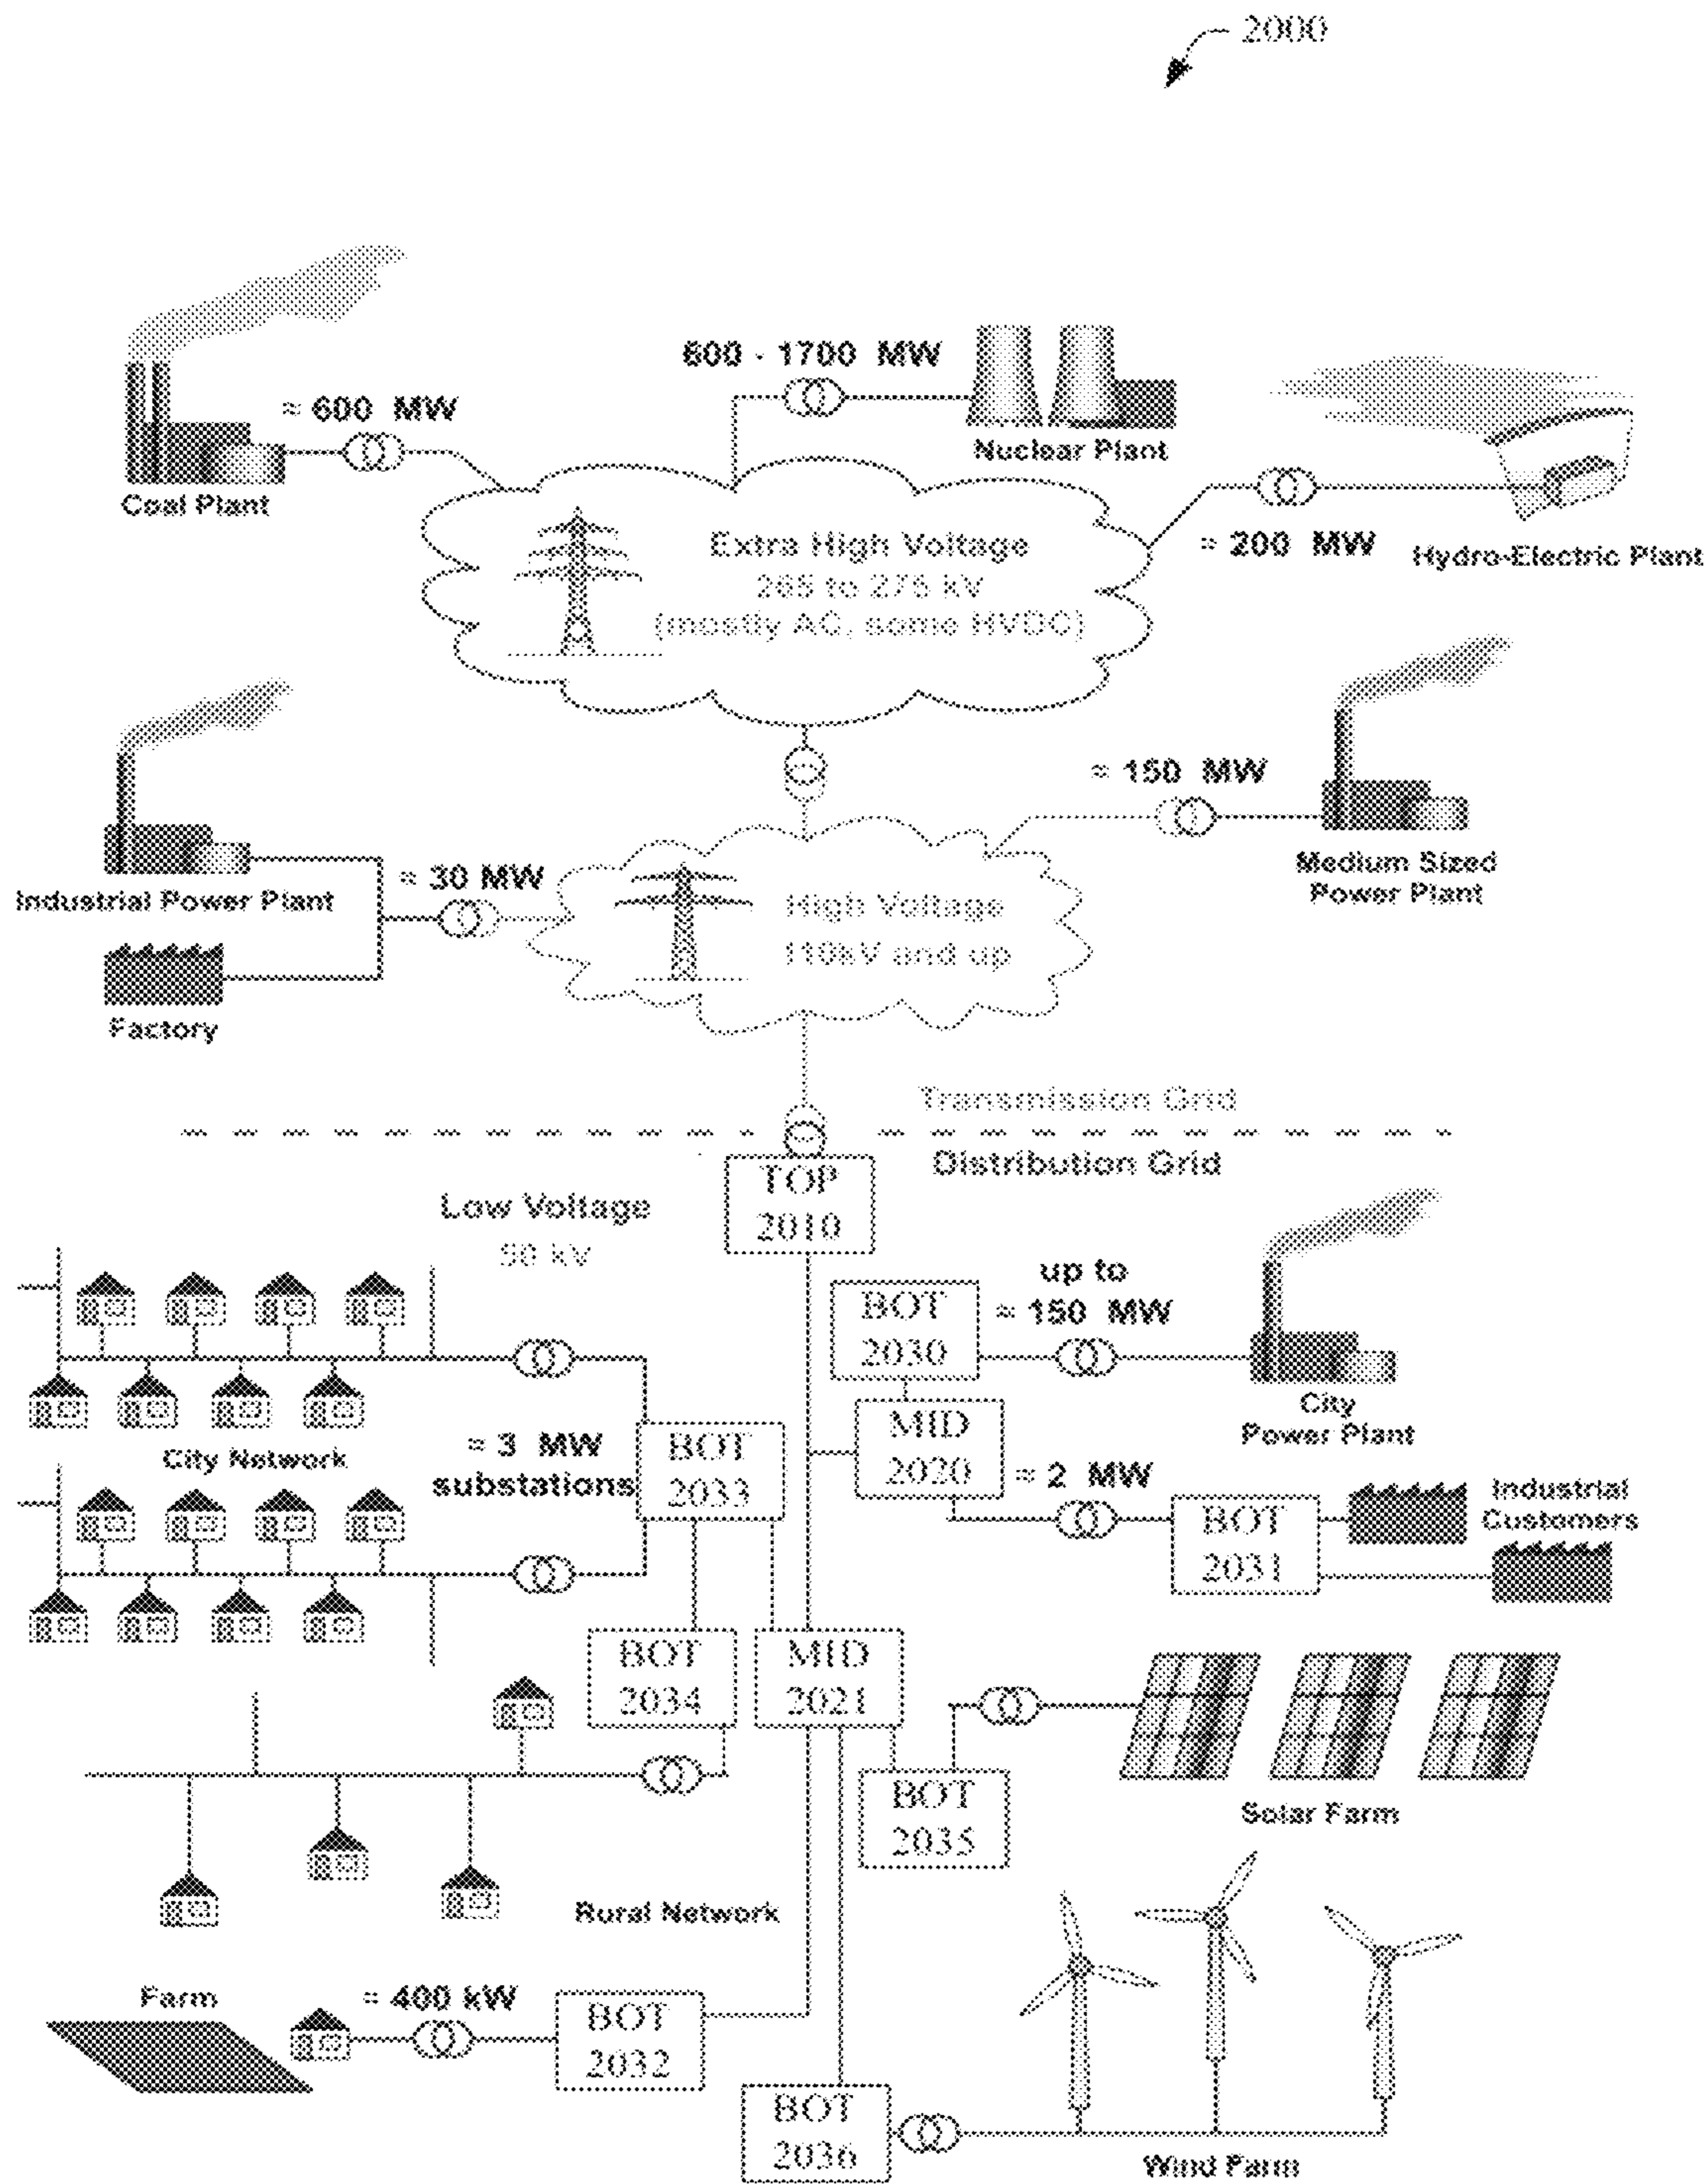 2000
600 - 1700 MW
≈ 600 MW
Nuclear Plant
Coal Plant
Extra High Voltage
265 to 275 kV
(mostly AC, some HVDC)
≈ 200 MW
Hydro-Electric Plant
≈ 150 MW
Medium Sized
Power Plant
≈ 30 MW
Industrial Power Plant
High Voltage
110kV and up
Factory
Transmission Grid
Distribution Grid
TOP
2010
Low Voltage
50 kV
BOT
2030
up to
≈ 150 MW
City
Power Plant
MID
2020
City Network
≈ 3 MW
substations
BOT
2033
≈ 2 MW
BOT
2031
Industrial
Customers
BOT
2034
MID
2021
BOT
2035
Solar Farm
Rural Network
Farm
≈ 400 kW
BOT
2032
BOT
2036
Wind Farm